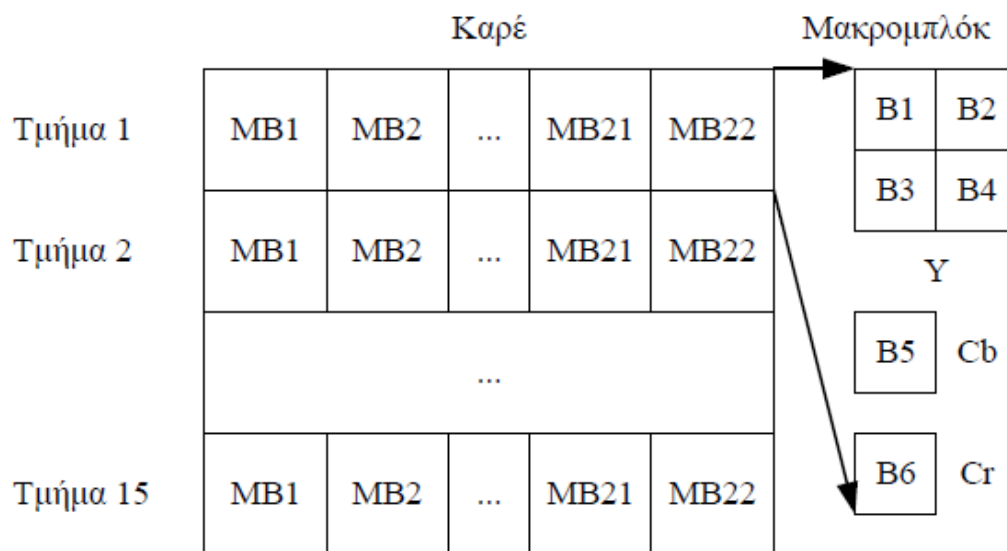 Καρέ Μακρομπλόκ
Τμήμα 1 MB1 MB2 ... MB21 MB22 B1 B2
B3 B4
Τμήμα 2 MB1 MB2 ... MB21 MB22 Y
... B5 Cb
Τμήμα 15 MB1 MB2 ... MB21 MB22 B6 Cr